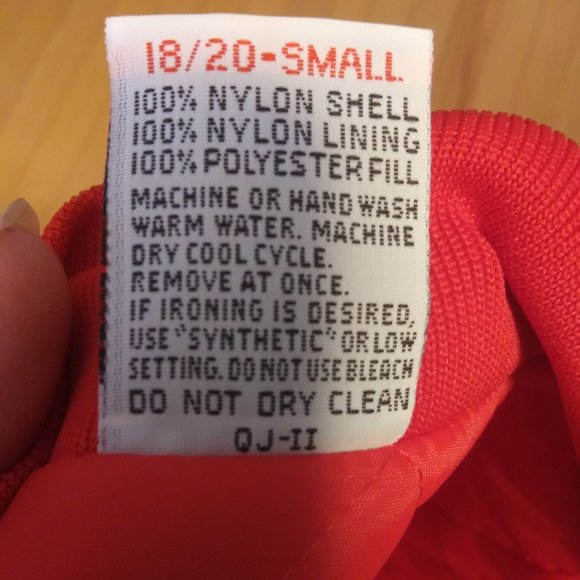 18/20-SMALL
100% NYLON SHELL
100% NYLON LINING
100% POLYESTER FILL
MACHINE OR HAND WASH
WARM WATER. MACHINE
DRY COOL CYCLE.
REMOVE AT ONCE.
IF IRONING IS DESIRED,
USE "SYNTHETIC" OR LOW
SETTING. DO NOT USE BLEACH
DO NOT DRY CLEAN
QJ-II